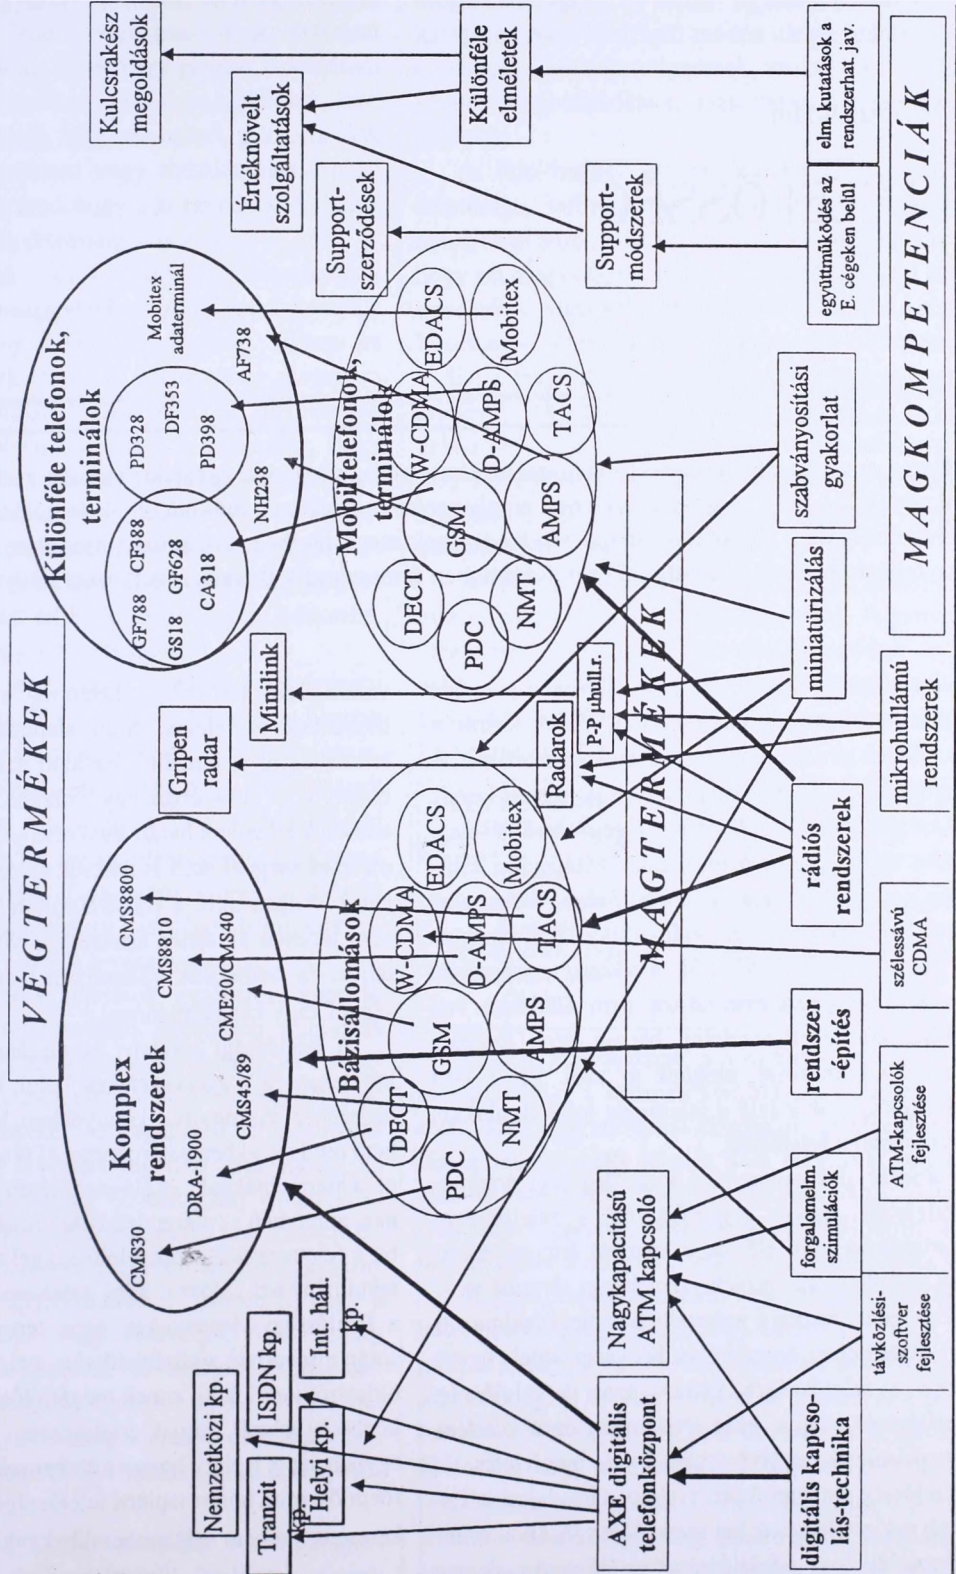 VÉGTERMÉKEK
Komplex
rendszerek
CMS30
DRA-1900
CMS45/89
CME20/CMS40
CMS8810
CMS8800
Gripen
radar
Minilink
Különféle telefonok,
terminálok
GF788
CF388
GS18
GF628
CA318
NH238
PD328
DF353
PD398
AF738
Mobitex
adaterminál
Kulcsrakész
megoldások
Értéknövelt
szolgáltatások
Support-
szerződések
Különféle
elméletek
Support-
módszerek
Nemzetközi kp.
Tranzit
kp.
ISDN kp.
Helyi kp.
Int. hál.
kp.
Bázisállomások
DECT
PDC
GSM
NMT
W-CDMA
D-AMPS
AMPS
EDACS
TACS
Mobitex
Radarok
P-P μhull.r.
Mobiltelefonok,
terminálok
DECT
PDC
GSM
NMT
W-CDMA
D-AMPS
AMPS
EDACS
TACS
Mobitex
AXE digitális
telefonközpont
Nagykapacitású
ATM kapcsoló
MAGTERMÉKEK
digitális kapcso-
lás-technika
távközlési-
szoftver
fejlesztése
forgalomelm.
szimulációk
ATM-kapcsolók
fejlesztése
rendszer
-építés
szélessávú
CDMA
rádiós
rendszerek
mikrohullámú
rendszerek
miniatürizálás
szabványosítási
gyakorlat
együttműködés az
E. cégeken belül
elm. kutatások a
rendszerhat. jav.
MAGKOMPETENCIÁK